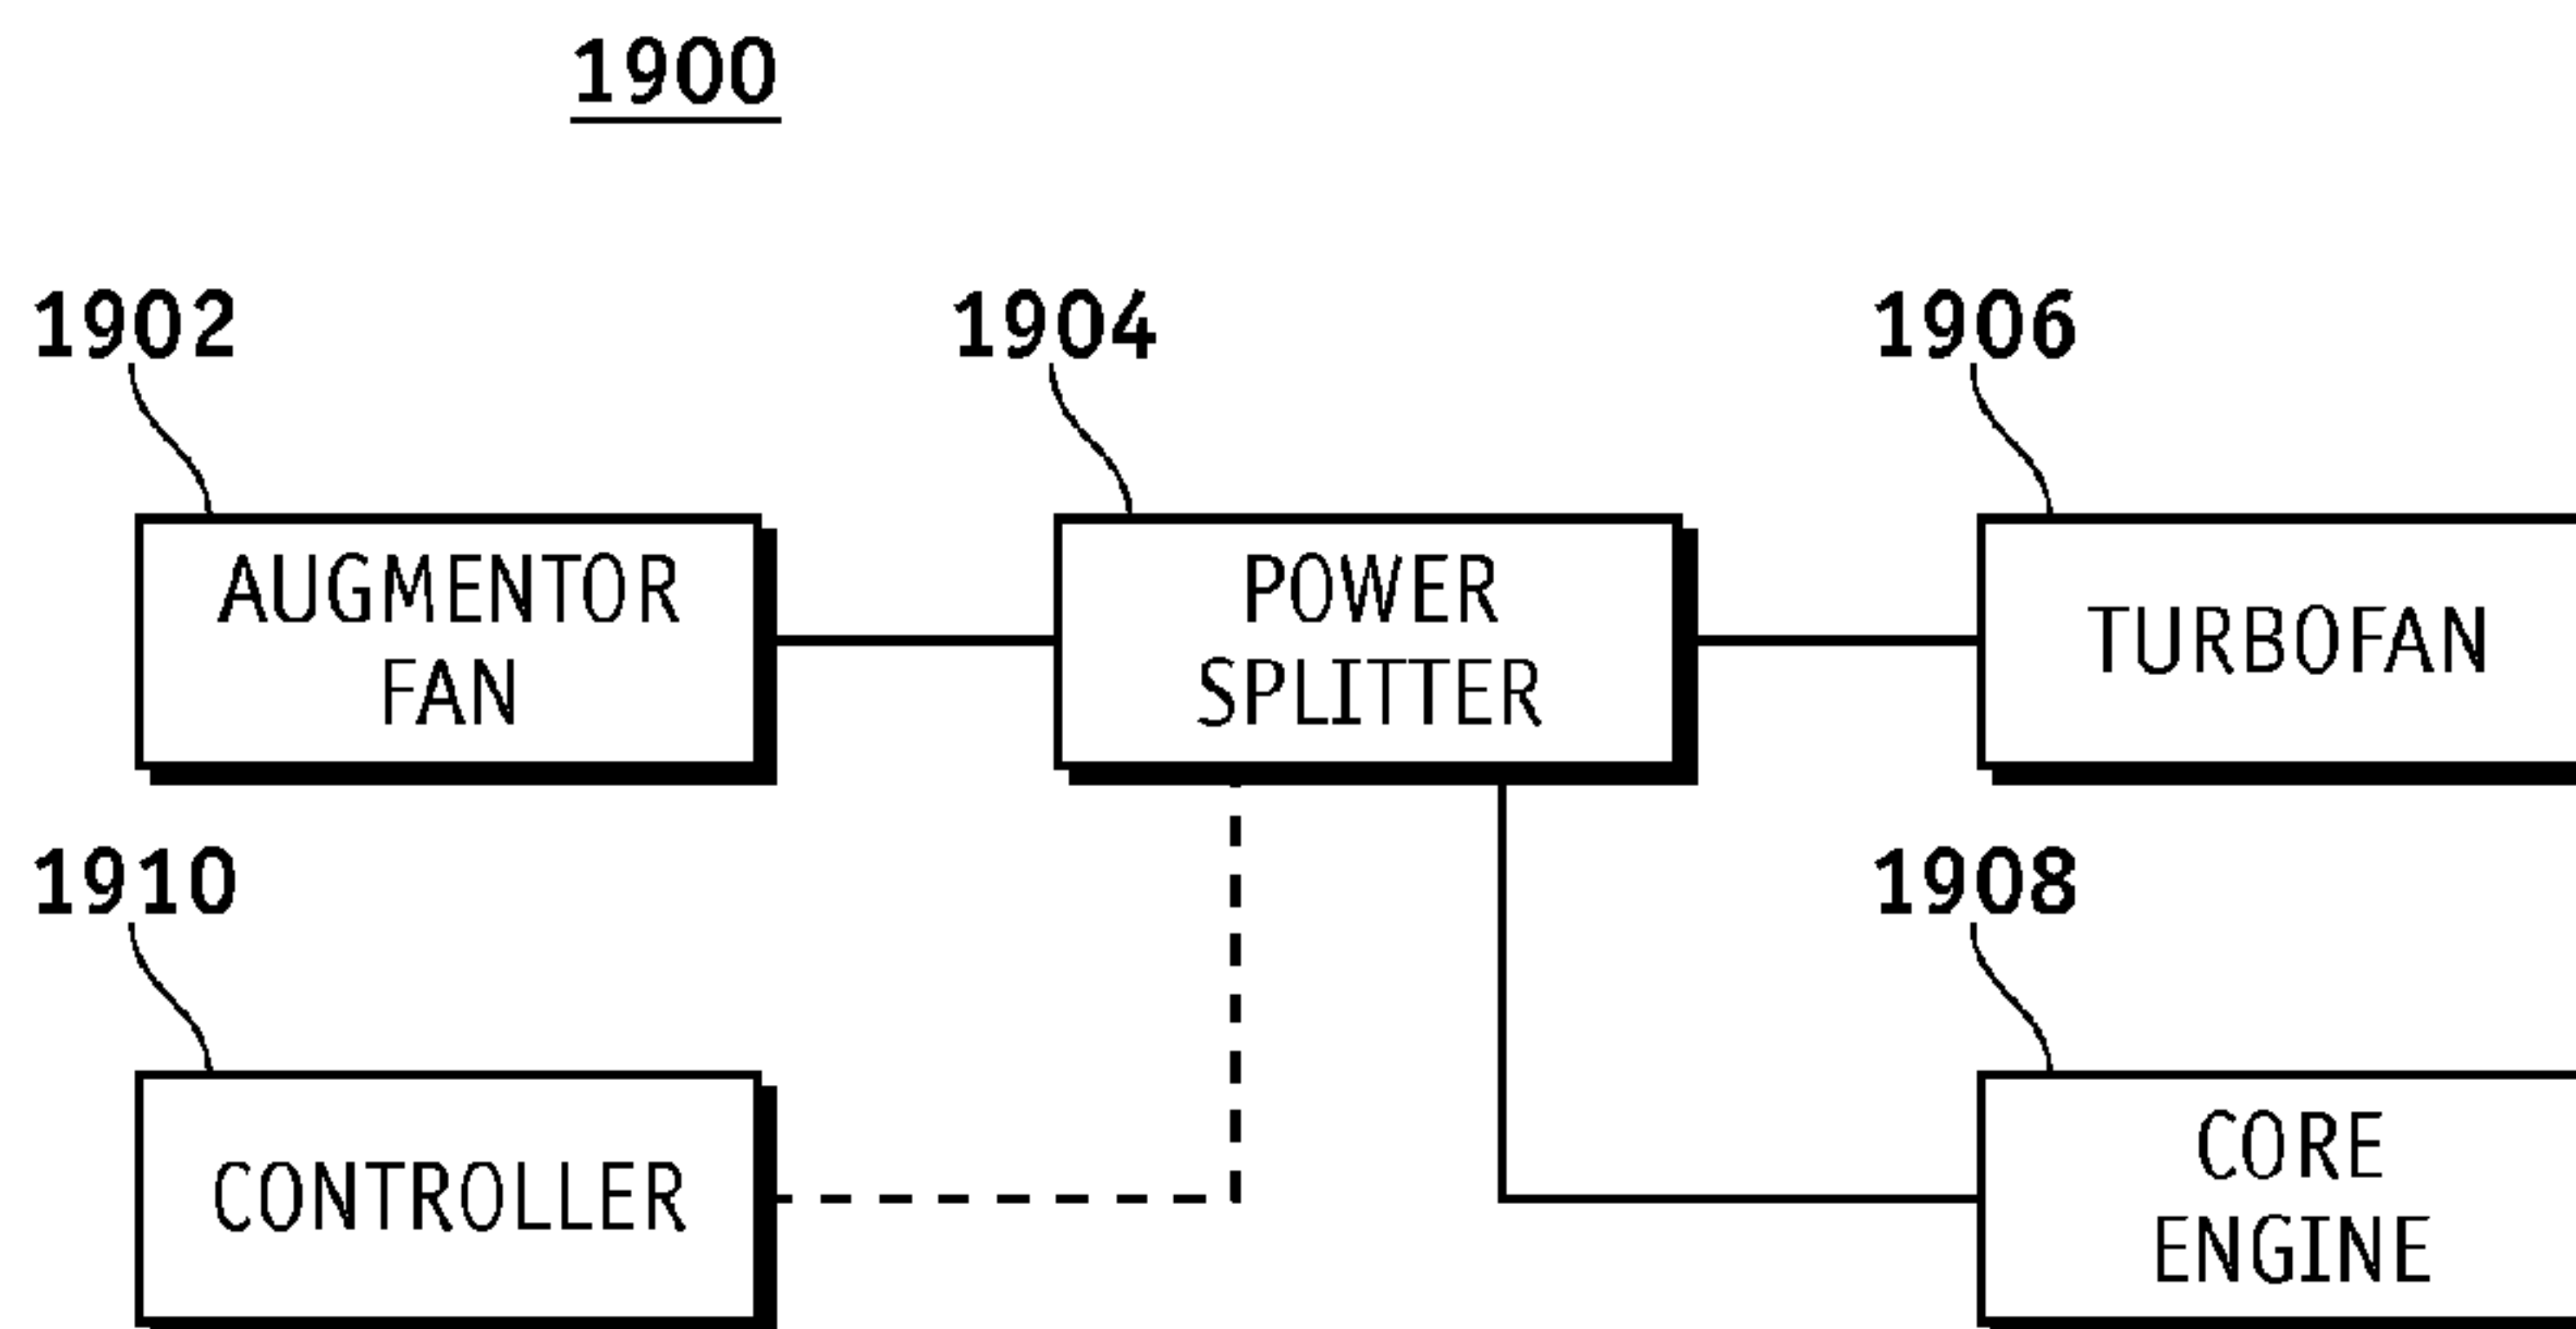 1900
1902
1904
1906
AUGMENTOR
FAN
POWER
SPLITTER
TURBOFAN
1910
1908
CONTROLLER
CORE
ENGINE